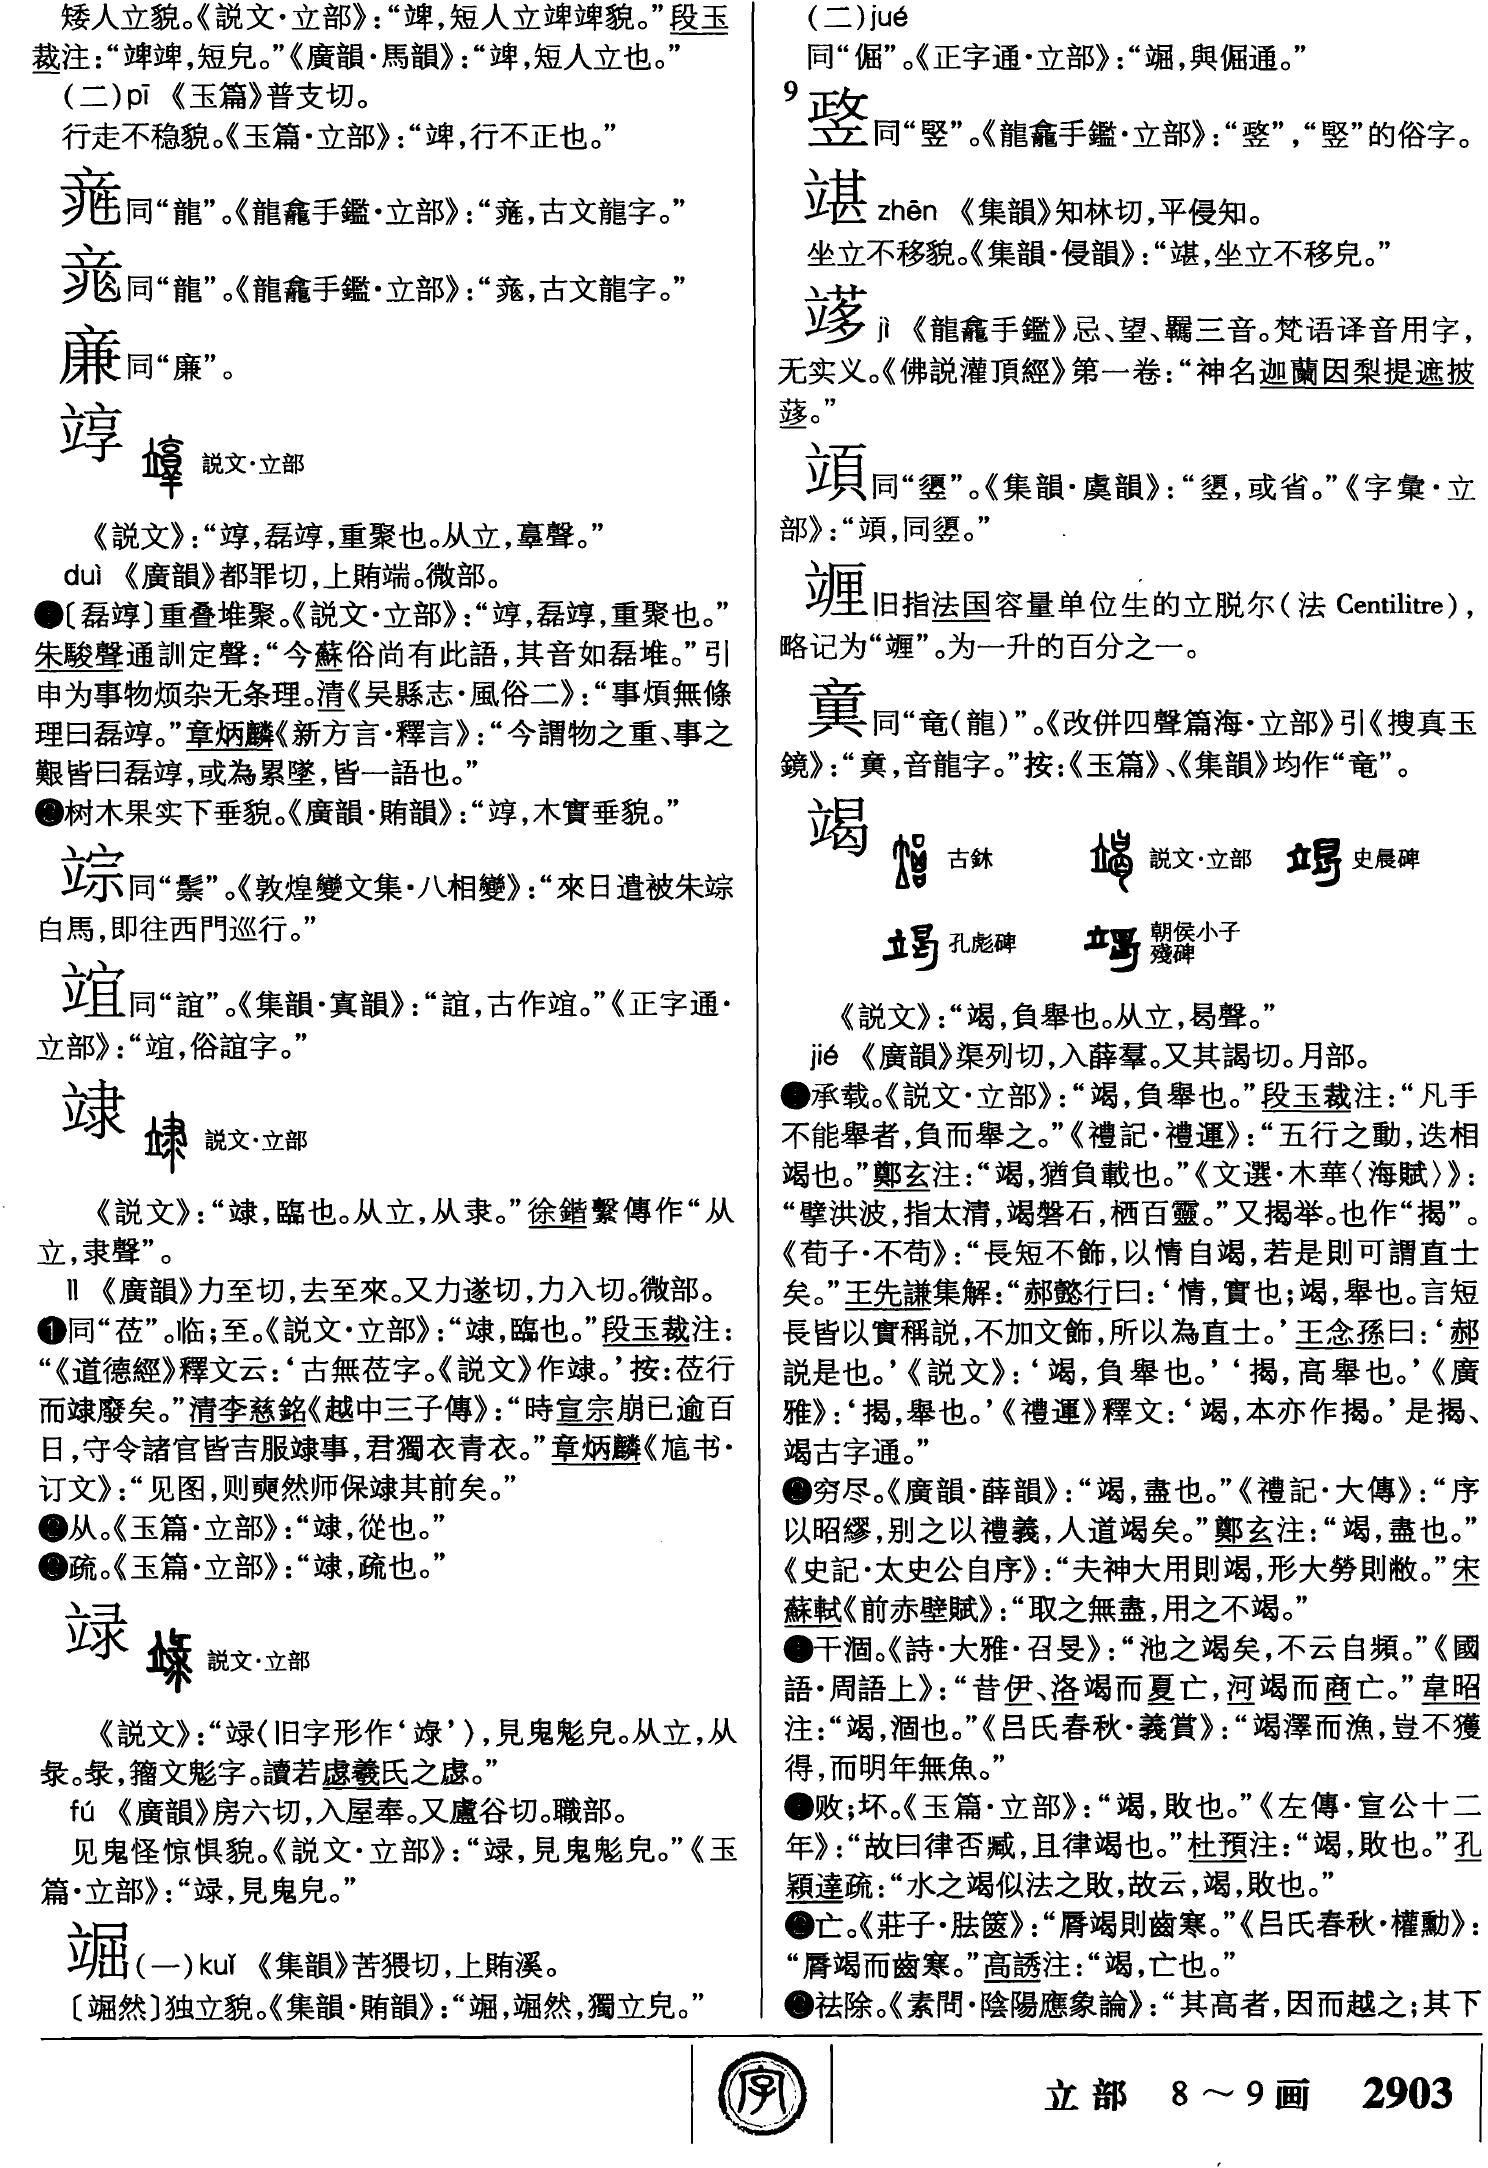 矮人立貌。《説文·立部》：“竨，短人立竨竨貌。”段玉
裁注：“竨竨，短皃。”《廣韻·馬韻》：“竨，短人立也。”
(二)pī 《玉篇》普支切。
行走不稳貌。《玉篇·立部》：“竨，行不正也。”
同“龍”。《龍龕手鑑·立部》：“，古文龍字。”
同“龍”。《龍龕手鑑·立部》：“，古文龍字。”
同“廉”。
䇏 説文·立部
《説文》：“䇏，磊䇏，重聚也。从立，𦎫聲。”
duì 《廣韻》都罪切，上賄端。微部。
❶〔磊䇏〕重叠堆聚。《説文·立部》：“䇏，磊䇏，重聚也。”
朱駿聲通訓定聲：“今蘇俗尚有此語，其音如磊堆。”引
申为事物烦杂无条理。清《吴縣志·風俗二》：“事煩無條
理曰磊䇏。”章炳麟《新方言·釋言》：“今謂物之重、事之
艱皆曰磊䇏，或為累墜，皆一語也。”
❷树木果实下垂貌。《廣韻·賄韻》：“䇏，木實垂貌。”
䇍同“鬃”。《敦煌變文集·八相變》：“來日遣被朱䇍
白馬，即往西門巡行。”
竩同“誼”。《集韻·寘韻》：“誼，古作竩。”《正字通·
立部》：“竩，俗誼字。”
䇐 説文·立部
《説文》：“䇐，臨也。从立，从隶。”徐鍇繫傳作“从
立，隶聲”。
lì 《廣韻》力至切，去至來。又力遂切，力入切。微部。
❶同“莅”。临；至。《説文·立部》：“䇐，臨也。”段玉裁注：
“《道德經》釋文云：‘古無莅字。《説文》作䇐。’按：莅行
而䇐廢矣。”清李慈銘《越中三子傳》：“時宣宗崩已逾百
日，守令諸官皆吉服䇐事，君獨衣青衣。”章炳麟《訄书·
订文》：“见图，则奭然师保䇐其前矣。”
❷从。《玉篇·立部》：“䇐，從也。”
❸疏。《玉篇·立部》：“䇐，疏也。”
䇎 説文·立部
《説文》：“䇎(旧字形作‘’)，見鬼鬽皃。从立，从
彔。彔，籀文鬽字。讀若虙羲氏之虙。”
fú 《廣韻》房六切，入屋奉。又盧谷切。職部。
见鬼怪惊惧貌。《説文·立部》：“䇎，見鬼鬽皃。”《玉
篇·立部》：“䇎，見鬼皃。”
(一)kuǐ 《集韻》苦猥切，上賄溪。
〔然〕独立貌。《集韻·賄韻》：“，然，獨立皃。”
(二)jué
同“倔”。《正字通·立部》：“，與倔通。”
9
同“竪”。《龍龕手鑑·立部》：“”，“竪”的俗字。
zhēn 《集韻》知林切，平侵知。
坐立不移貌。《集韻·侵韻》：“，坐立不移皃。”
jì 《龍龕手鑑》忌、望、羈三音。梵语译音用字，
无实义。《佛説灌頂經》第一卷：“神名迦蘭因梨提遮披
。”
同“䇓”。《集韻·虞韻》：“䇓，或省。”《字彙·立
部》：“，同䇓。”
竰旧指法国容量单位生的立脱尔(法 Centilitre)，
略记为“竰”。为一升的百分之一。
同“竜(龍)”。《改併四聲篇海·立部》引《搜真玉
鏡》：“，音龍字。”按：《玉篇》、《集韻》均作“竜”。
竭 古鉥 説文·立部 史晨碑
孔彪碑 朝侯小子
殘碑
《説文》：“竭，負舉也。从立，曷聲。”
jié 《廣韻》渠列切，入薛羣。又其謁切。月部。
❶承载。《説文·立部》：“竭，負舉也。”段玉裁注：“凡手
不能舉者，負而舉之。”《禮記·禮運》：“五行之動，迭相
竭也。”鄭玄注：“竭，猶負載也。”《文選·木華〈海賦〉》：
“擘洪波，指太清，竭磐石，栖百靈。”又揭举。也作“揭”。
《荀子·不苟》：“長短不飾，以情自竭，若是則可謂直士
矣。”王先謙集解：“郝懿行曰：‘情，實也；竭，舉也。言短
長皆以實稱説，不加文飾，所以為直士。’王念孫曰：‘郝
説是也。’《説文》：‘竭，負舉也。’‘揭，高舉也。’《廣
雅》：‘揭，舉也。’《禮運》釋文：‘竭，本亦作揭。’是揭、
竭古字通。”
❷穷尽。《廣韻·薛韻》：“竭，盡也。”《禮記·大傳》：“序
以昭繆，别之以禮義，人道竭矣。”鄭玄注：“竭，盡也。”
《史記·太史公自序》：“夫神大用則竭，形大勞則敝。”宋
蘇軾《前赤壁賦》：“取之無盡，用之不竭。”
❸干涸。《詩·大雅·召旻》：“池之竭矣，不云自頻。”《國
語·周語上》：“昔伊、洛竭而夏亡，河竭而商亡。”韋昭
注：“竭，涸也。”《吕氏春秋·義賞》：“竭澤而漁，豈不獲
得，而明年無魚。”
❹败；坏。《玉篇·立部》：“竭，敗也。”《左傳·宣公十二
年》：“故曰律否臧，且律竭也。”杜預注：“竭，敗也。”孔
穎達疏：“水之竭似法之敗，故云，竭，敗也。”
❺亡。《莊子·胠篋》：“脣竭則齒寒。”《吕氏春秋·權勳》：
“脣竭而齒寒。”高誘注：“竭，亡也。”
❻祛除。《素問·陰陽應象論》：“其高者，因而越之；其下
字
立部 8～9画 2903